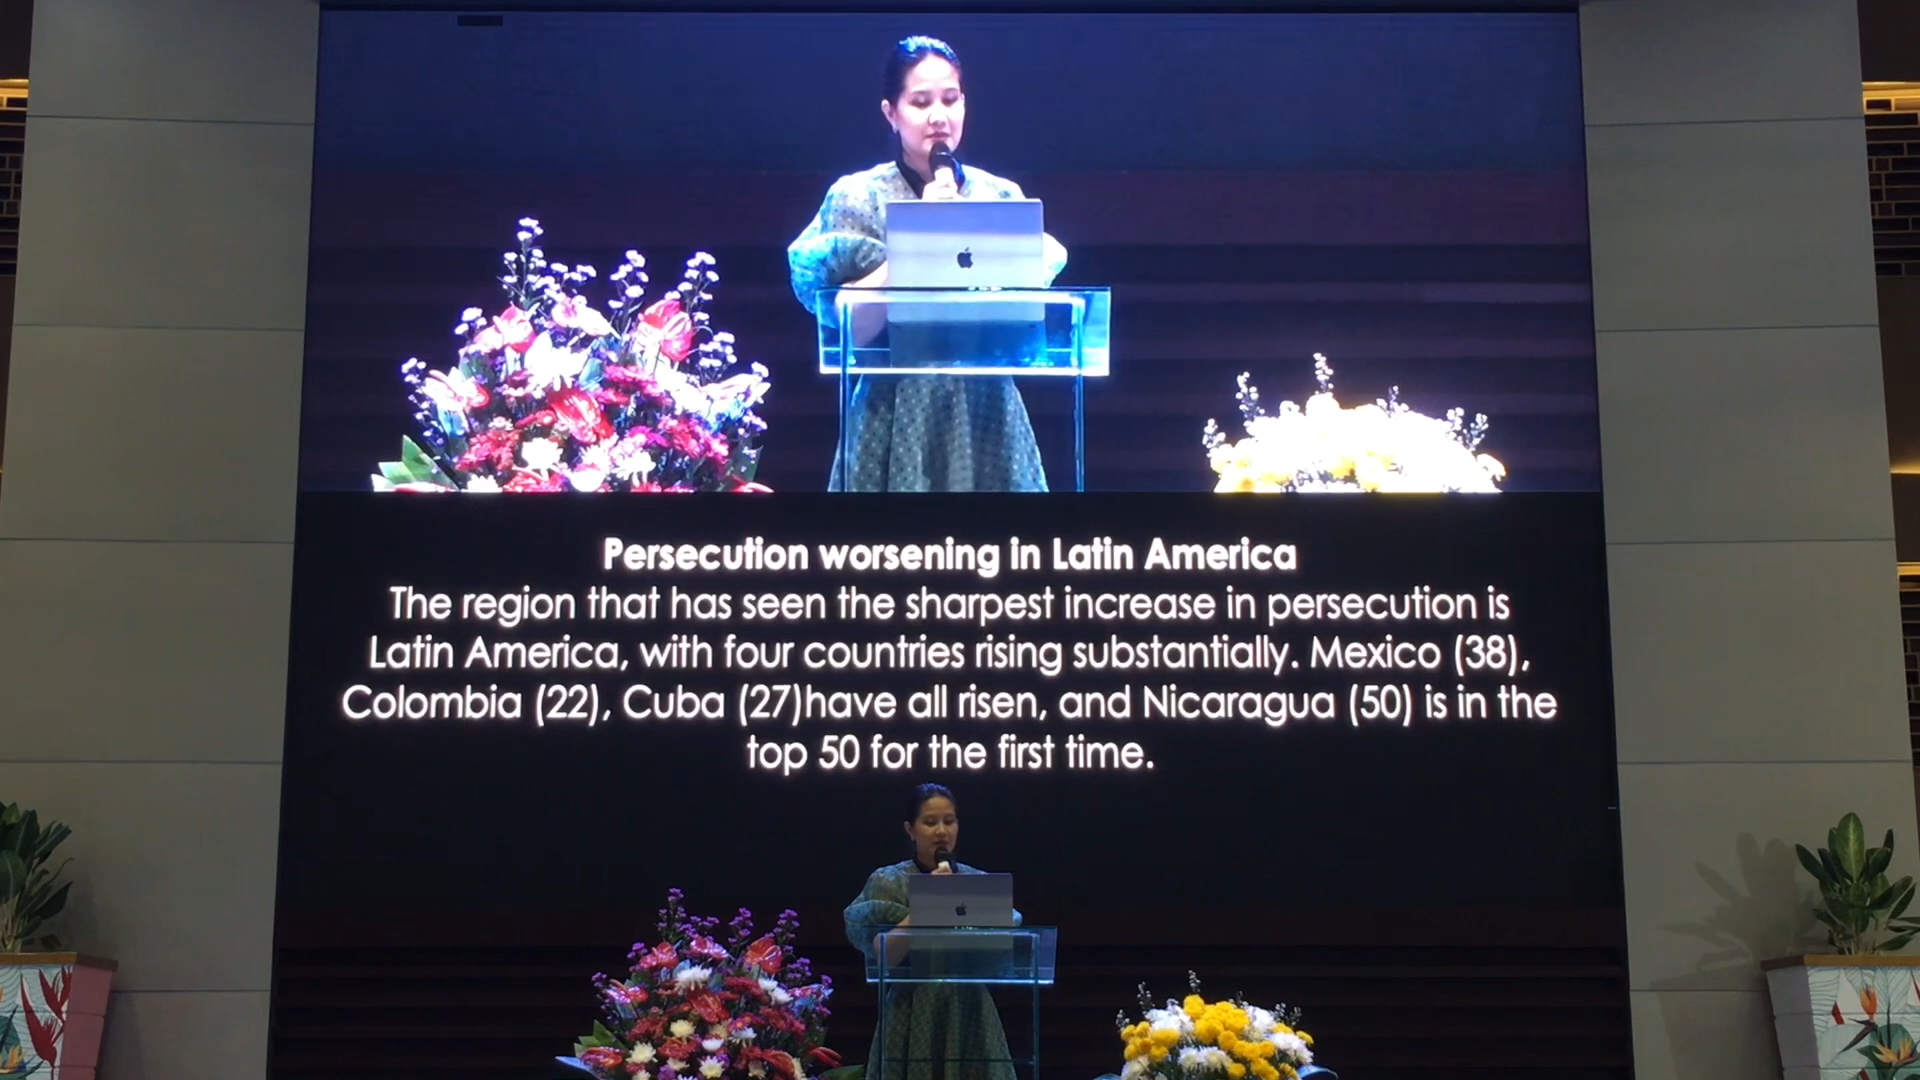 Persecution worsening in Latin America
The region that has seen the sharpest increase in persecution is
Latin America, with four countries rising substantially. Mexico (38),
Colombia (22), Cuba (27)have all risen, and Nicaragua (50) is in the
top 50 for the first time.